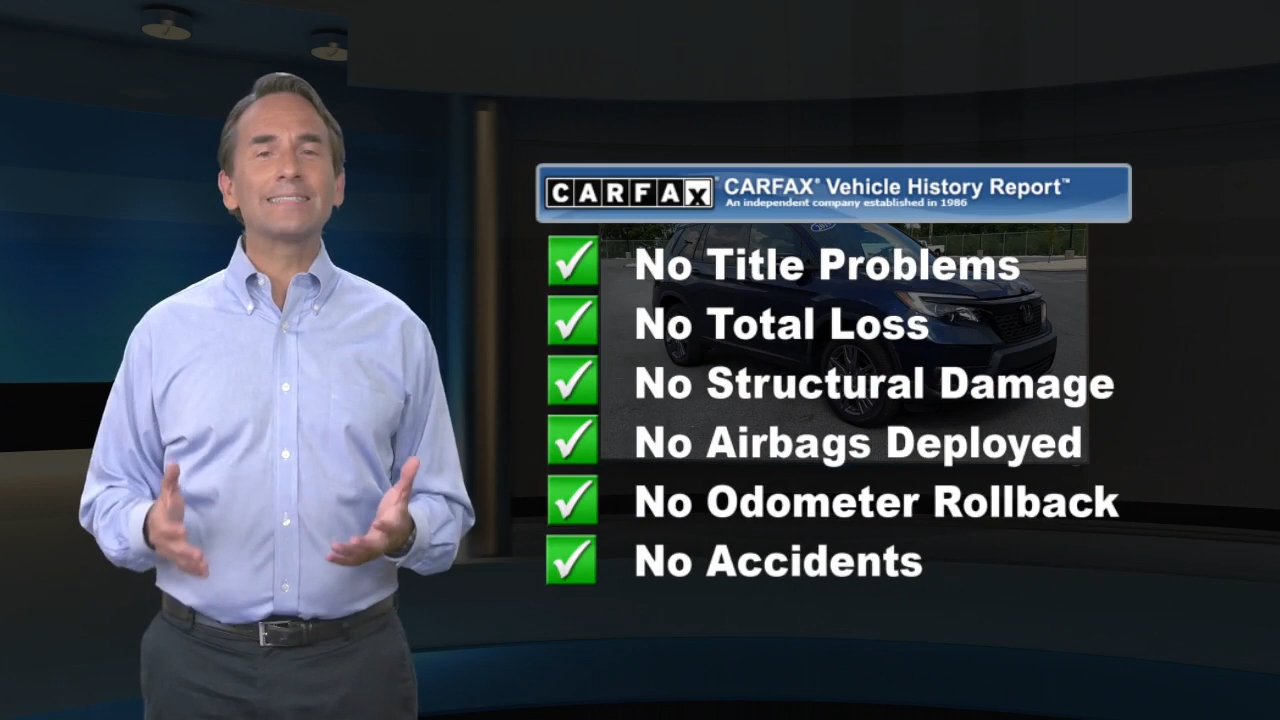 CARFAX® CARFAX® Vehicle History Report™
An independent company established in 1986
No Title Problems
No Total Loss
No Structural Damage
No Airbags Deployed
No Odometer Rollback
No Accidents